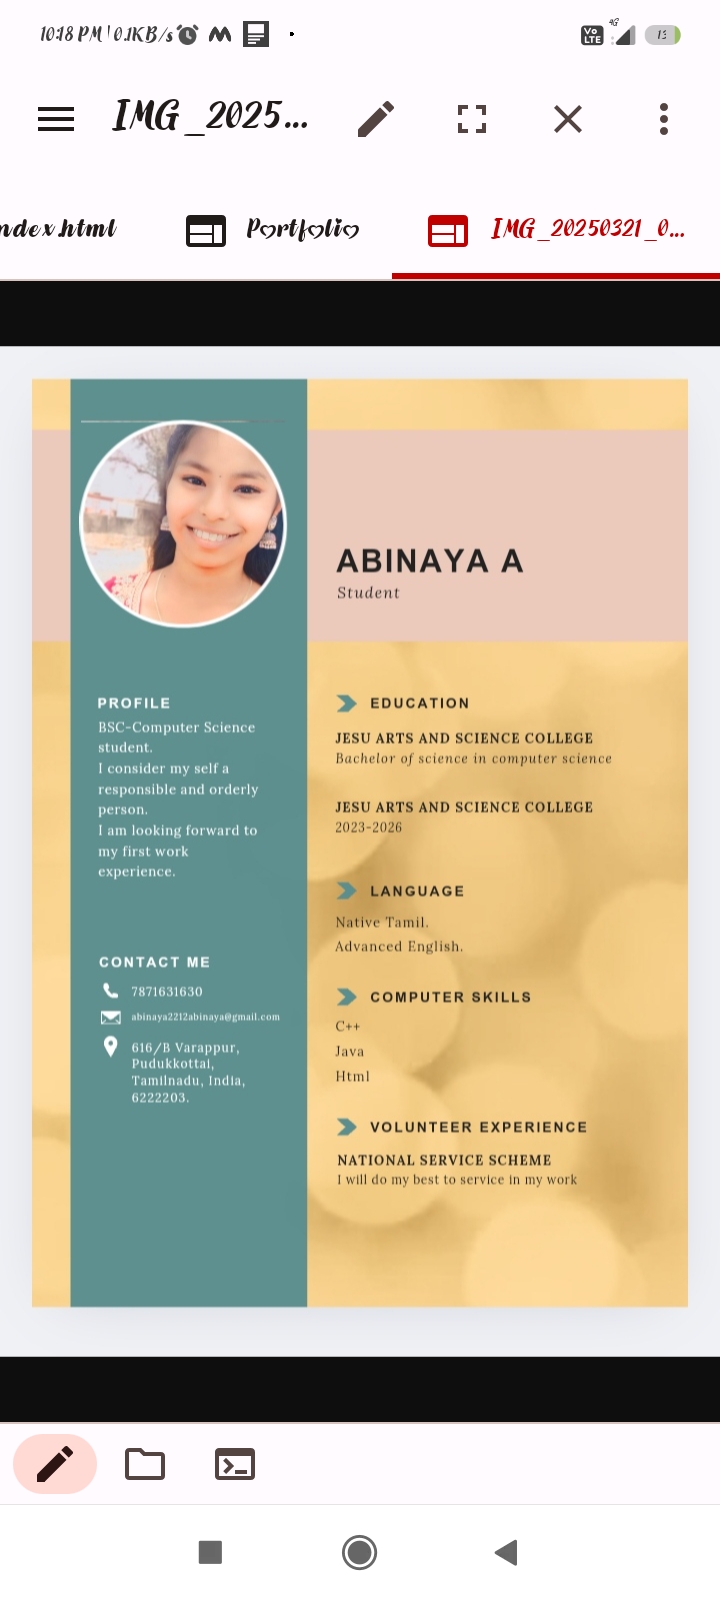 10:18 PM | 0.1KB/s
Vo LTE
4G
IMG_2025...
ndex.html
Portfolio
IMG_20250321_0...
ABINAYA A
Student
PROFILE
BSC-Computer Science
student.
I consider my self a
responsible and orderly
person.
I am looking forward to
my first work
experience.
CONTACT ME
7871631630
abinaya2212abinaya@gmail.com
616/B Varappur,
Pudukkottai,
Tamilnadu, India,
6222203.
EDUCATION
JESU ARTS AND SCIENCE COLLEGE
Bachelor of science in computer science
JESU ARTS AND SCIENCE COLLEGE
2023-2026
LANGUAGE
Native Tamil.
Advanced English.
COMPUTER SKILLS
C++
Java
Html
VOLUNTEER EXPERIENCE
NATIONAL SERVICE SCHEME
I will do my best to service in my work